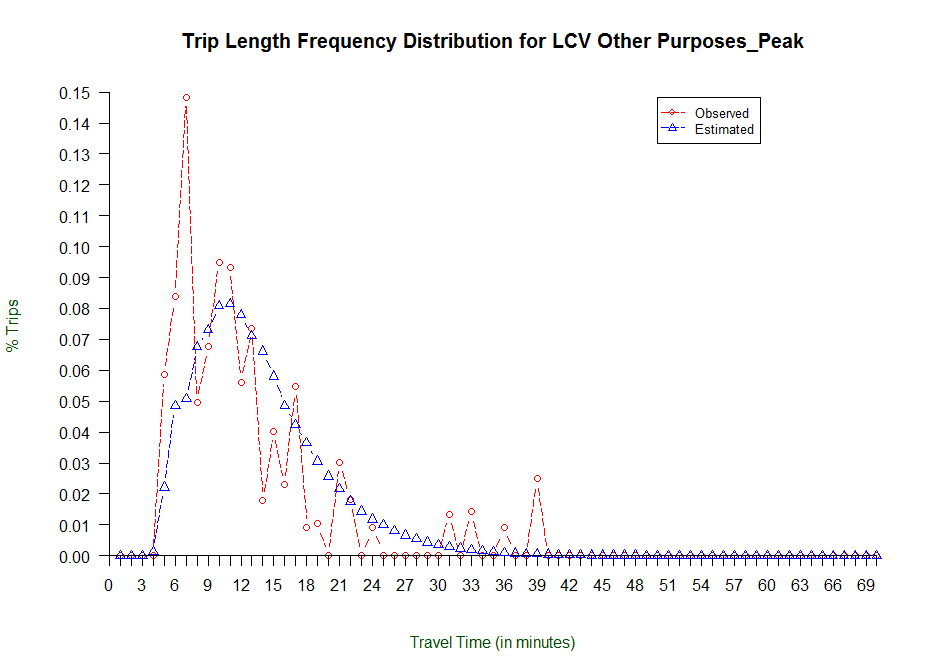 Trip Length Frequency Distribution for LCV Other Purposes_Peak
Observed
Estimated
% Trips
0.15
0.14
0.13
0.12
0.11
0.10
0.09
0.08
0.07
0.06
0.05
0.04
0.03
0.02
0.01
0.00
0 3 6 9 12 15 18 21 24 27 30 33 36 39 42 45 48 51 54 57 60 63 66 69
Travel Time (in minutes)